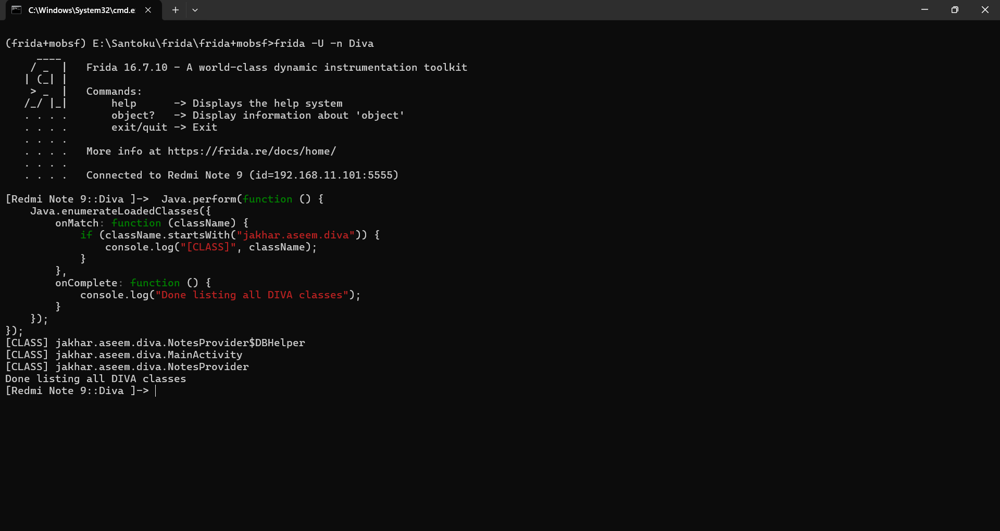 C:\Windows\System32\cmd.e
(frida+mobsf) E:\Santoku\frida\frida+mobsf>frida -U -n Diva
     ____
    / _  |   Frida 16.7.10 - A world-class dynamic instrumentation toolkit
   | (_| |
    > _  |   Commands:
   /_/ |_|       help      -> Displays the help system
   . . . .       object?   -> Display information about 'object'
   . . . .       exit/quit -> Exit
   . . . .
   . . . .   More info at https://frida.re/docs/home/
   . . . .
   . . . .   Connected to Redmi Note 9 (id=192.168.11.101:5555)
[Redmi Note 9::Diva ]->  Java.perform(function () {
    Java.enumerateLoadedClasses({
        onMatch: function (className) {
            if (className.startsWith("jakhar.aseem.diva")) {
                console.log("[CLASS]", className);
            }
        },
        onComplete: function () {
            console.log("Done listing all DIVA classes");
        }
    });
});
[CLASS] jakhar.aseem.diva.NotesProvider$DBHelper
[CLASS] jakhar.aseem.diva.MainActivity
[CLASS] jakhar.aseem.diva.NotesProvider
Done listing all DIVA classes
[Redmi Note 9::Diva ]->